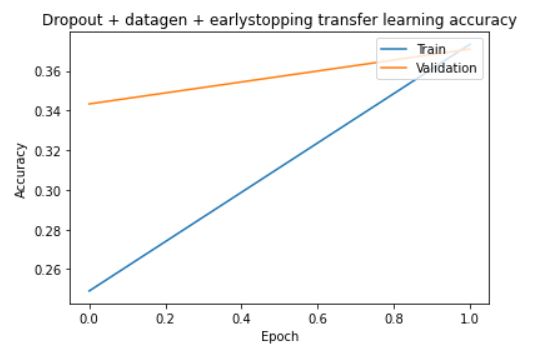 Dropout + datagen + earlystopping transfer learning accuracy
Train
Validation
0.36
0.34
0.32
0.30
0.28
0.26
Accuracy
0.0 0.2 0.4 0.6 0.8 1.0
Epoch